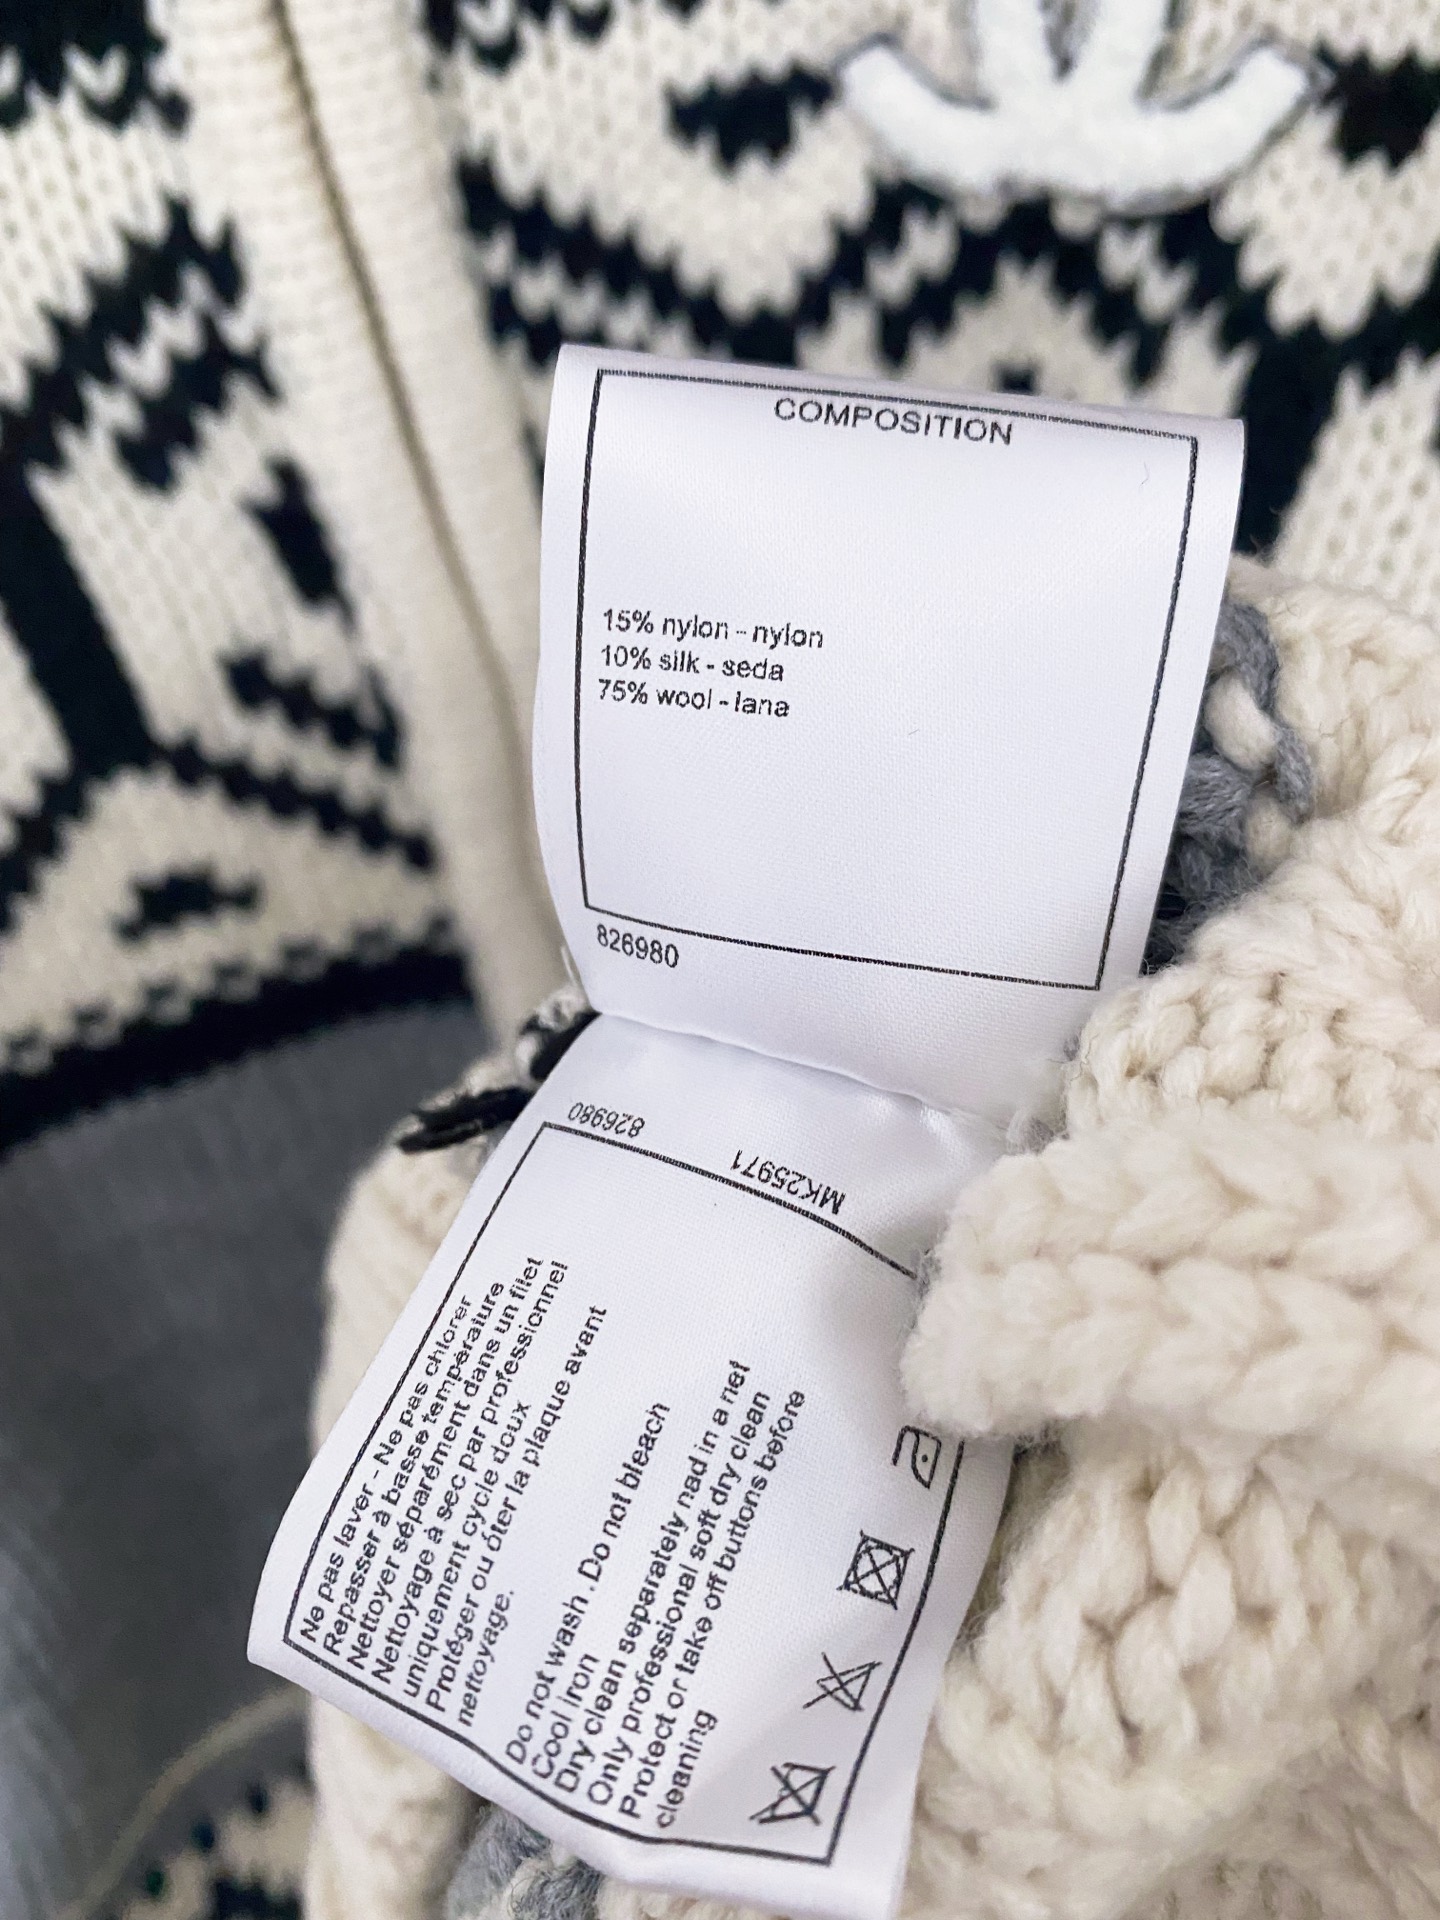 COMPOSITION
15% nylon - nylon
10% silk - seda
75% wool - lana
826980
826980
MK25971
Ne pas laver - Ne pas chlorer
Repasser à basse température
Nettoyer séparément dans un filet
Nettoyage à sec par professionnel
uniquement cycle doux
Protéger ou óter la plaque avant
nettoyage.
Do not wash . Do not bleach
Cool iron
Dry clean separately nad in a net
Only professional soft dry clean
Protect or take off buttons before
cleaning